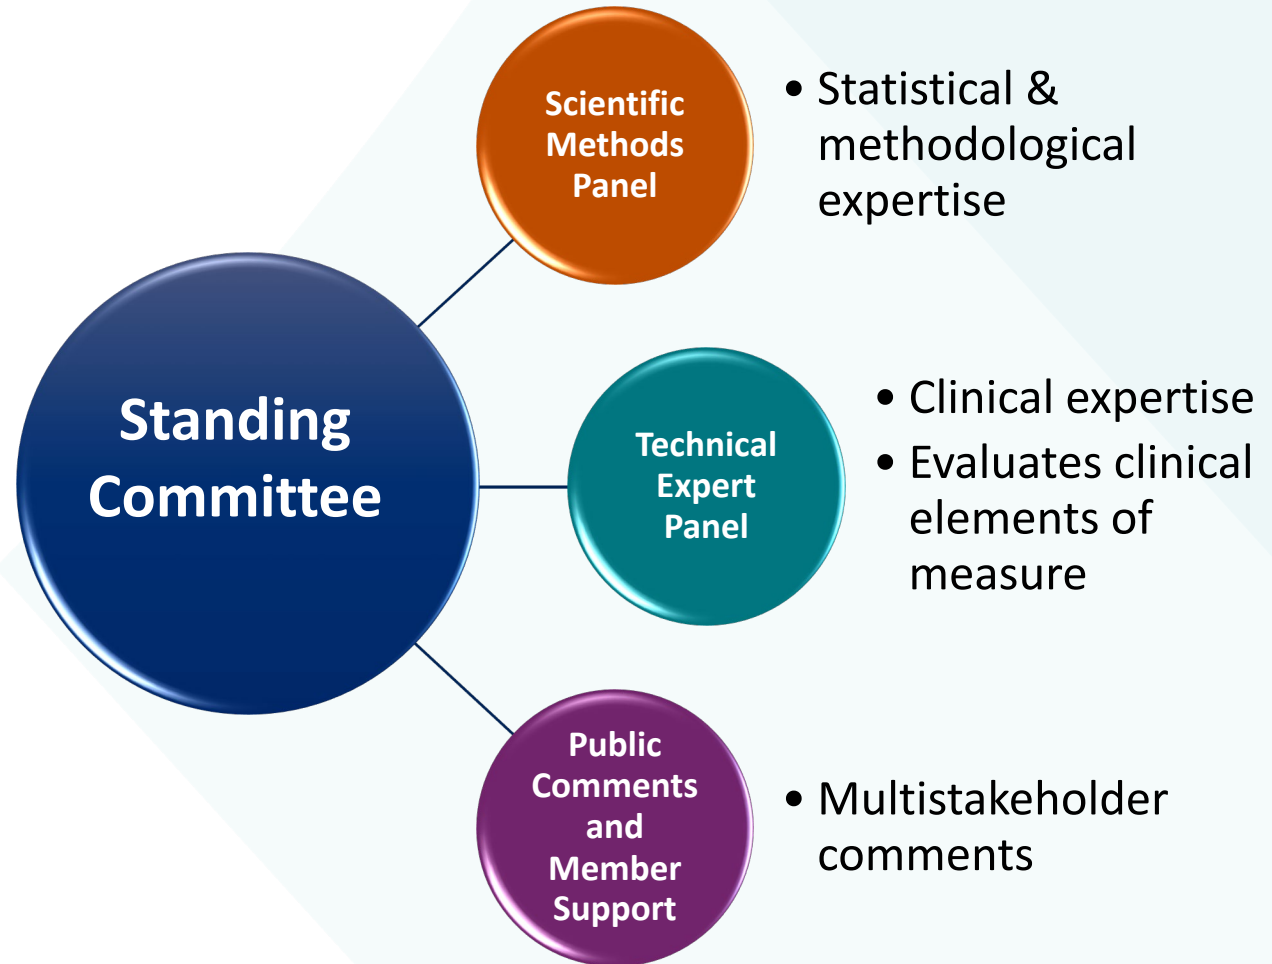 Scientific
Methods
Panel
• Statistical &
methodological
expertise
Standing
Committee
Technical
Expert
Panel
• Clinical expertise
• Evaluates clinical
elements of
measure
Public
Comments
and
Member
Support
• Multistakeholder
comments